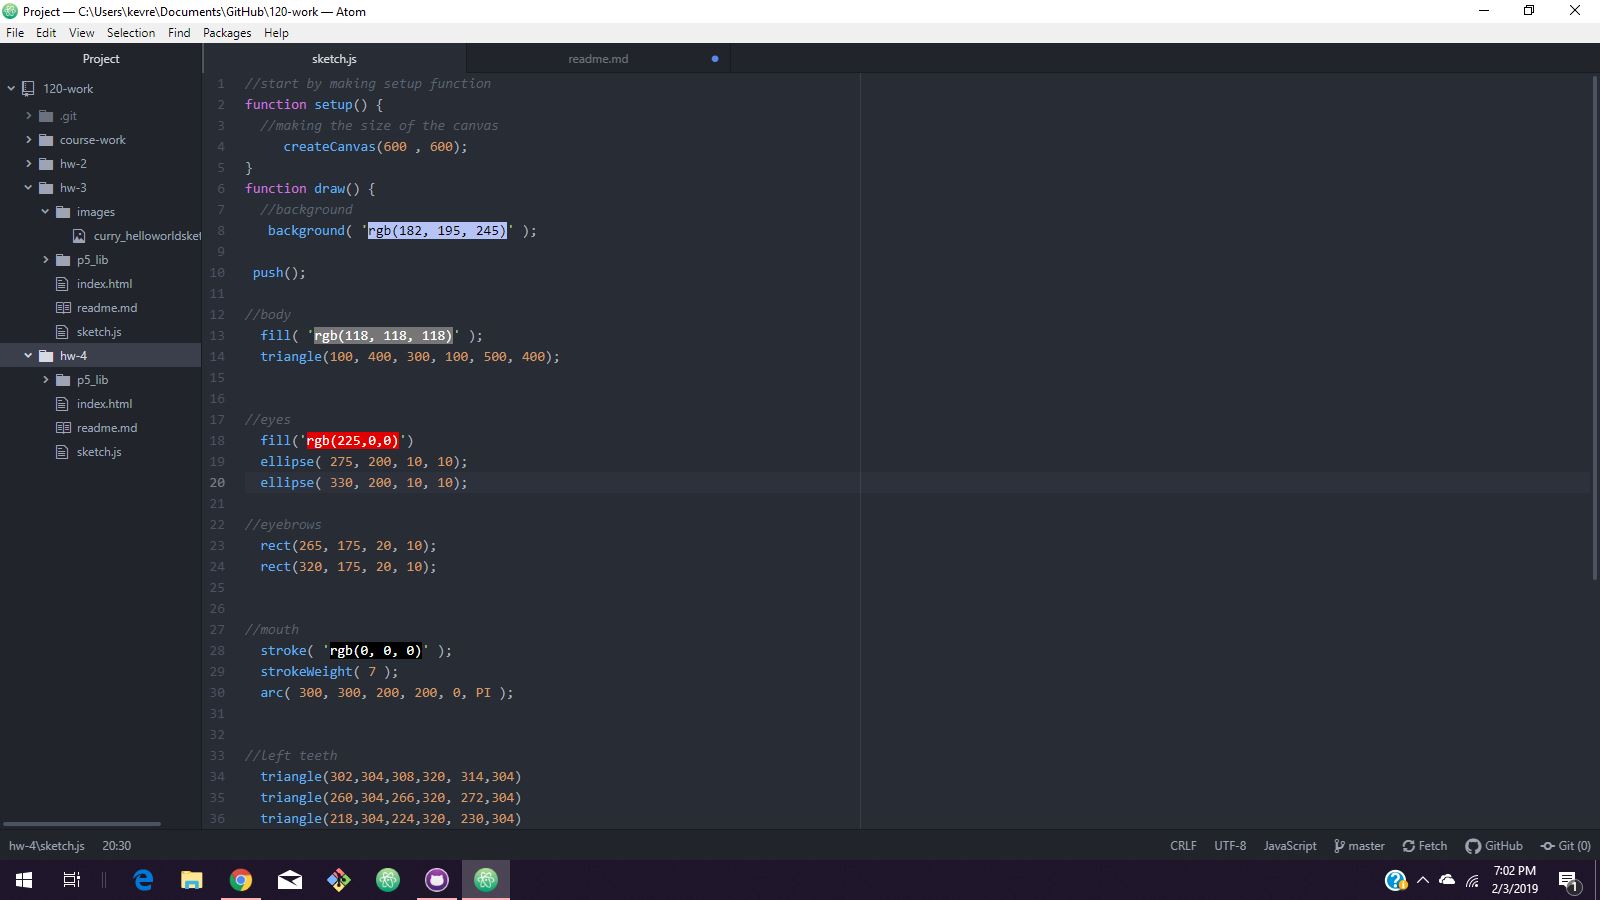 Project — C:\Users\kevre\Documents\GitHub\120-work — Atom
File Edit View Selection Find Packages Help
Project
120-work
.git
course-work
hw-2
hw-3
images
curry_helloworldsket
p5_lib
index.html
readme.md
sketch.js
hw-4
p5_lib
index.html
readme.md
sketch.js
sketch.js readme.md
1 //start by making setup function
2 function setup() {
3 //making the size of the canvas
4 createCanvas(600 , 600);
5 }
6 function draw() {
7 //background
8 background( 'rgb(182, 195, 245)' );
9
10 push();
11
12 //body
13 fill( 'rgb(118, 118, 118)' );
14 triangle(100, 400, 300, 100, 500, 400);
15
16
17 //eyes
18 fill('rgb(225,0,0)')
19 ellipse( 275, 200, 10, 10);
20 ellipse( 330, 200, 10, 10);
21
22 //eyebrows
23 rect(265, 175, 20, 10);
24 rect(320, 175, 20, 10);
25
26
27 //mouth
28 stroke( 'rgb(0, 0, 0)' );
29 strokeWeight( 7 );
30 arc( 300, 300, 200, 200, 0, PI );
31
32
33 //left teeth
34 triangle(302,304,308,320, 314,304)
35 triangle(260,304,266,320, 272,304)
36 triangle(218,304,224,320, 230,304)
hw-4\sketch.js 20:30 CRLF UTF-8 JavaScript master Fetch GitHub Git (0)
7:02 PM
2/3/2019
1